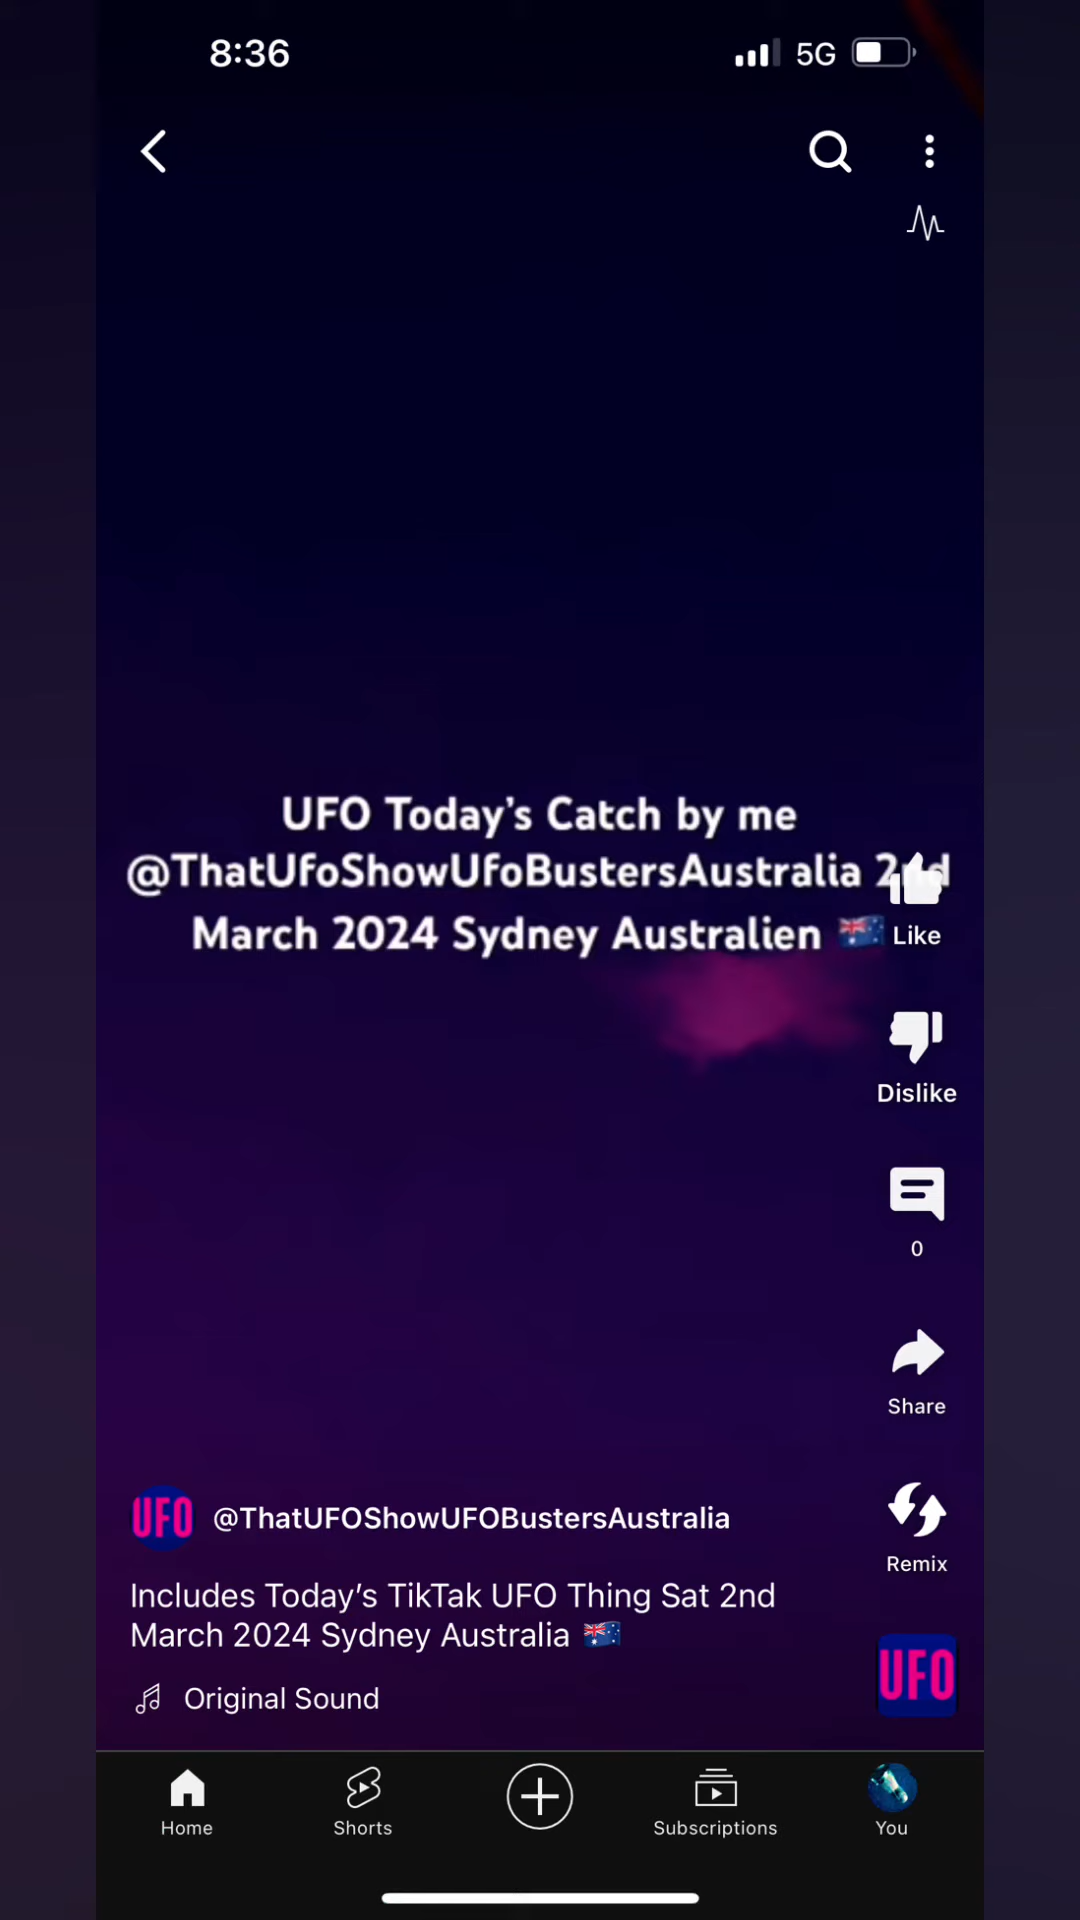 8:36
5G
UFO Today's Catch by me
@ThatUfoShowUfoBustersAustralia 2nd
March 2024 Sydney Australien 🇦🇺
Like
Dislike
0
Share
Remix
UFO
@ThatUFOShowUFOBustersAustralia
Includes Today's TikTak UFO Thing Sat 2nd
March 2024 Sydney Australia 🇦🇺
Original Sound
UFO
Home
Shorts
Subscriptions
You